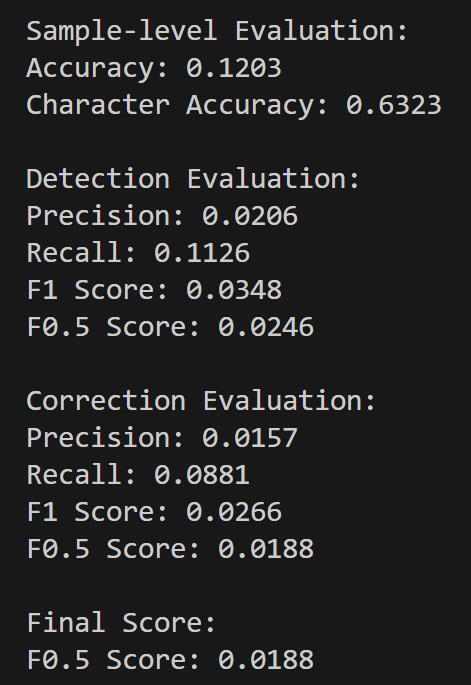 Sample-level Evaluation:
Accuracy: 0.1203
Character Accuracy: 0.6323
Detection Evaluation:
Precision: 0.0206
Recall: 0.1126
F1 Score: 0.0348
F0.5 Score: 0.0246
Correction Evaluation:
Precision: 0.0157
Recall: 0.0881
F1 Score: 0.0266
F0.5 Score: 0.0188
Final Score:
F0.5 Score: 0.0188